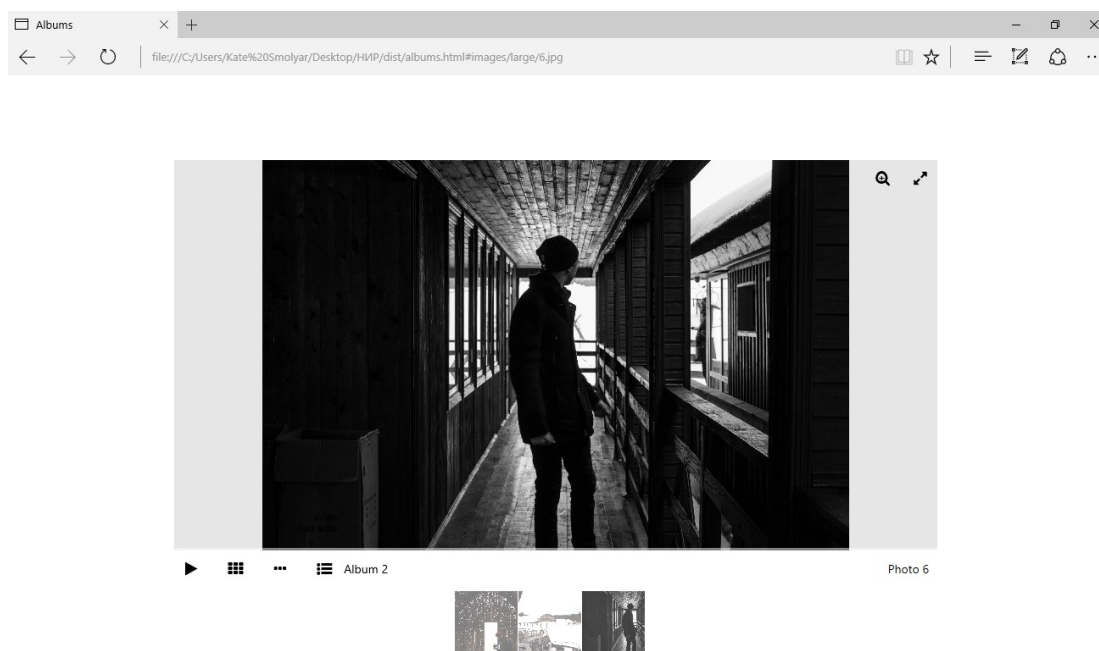 Albums
file:///C:/Users/Kate%20Smolyar/Desktop/НИР/dist/albums.html#images/large/6.jpg
Album 2
Photo 6